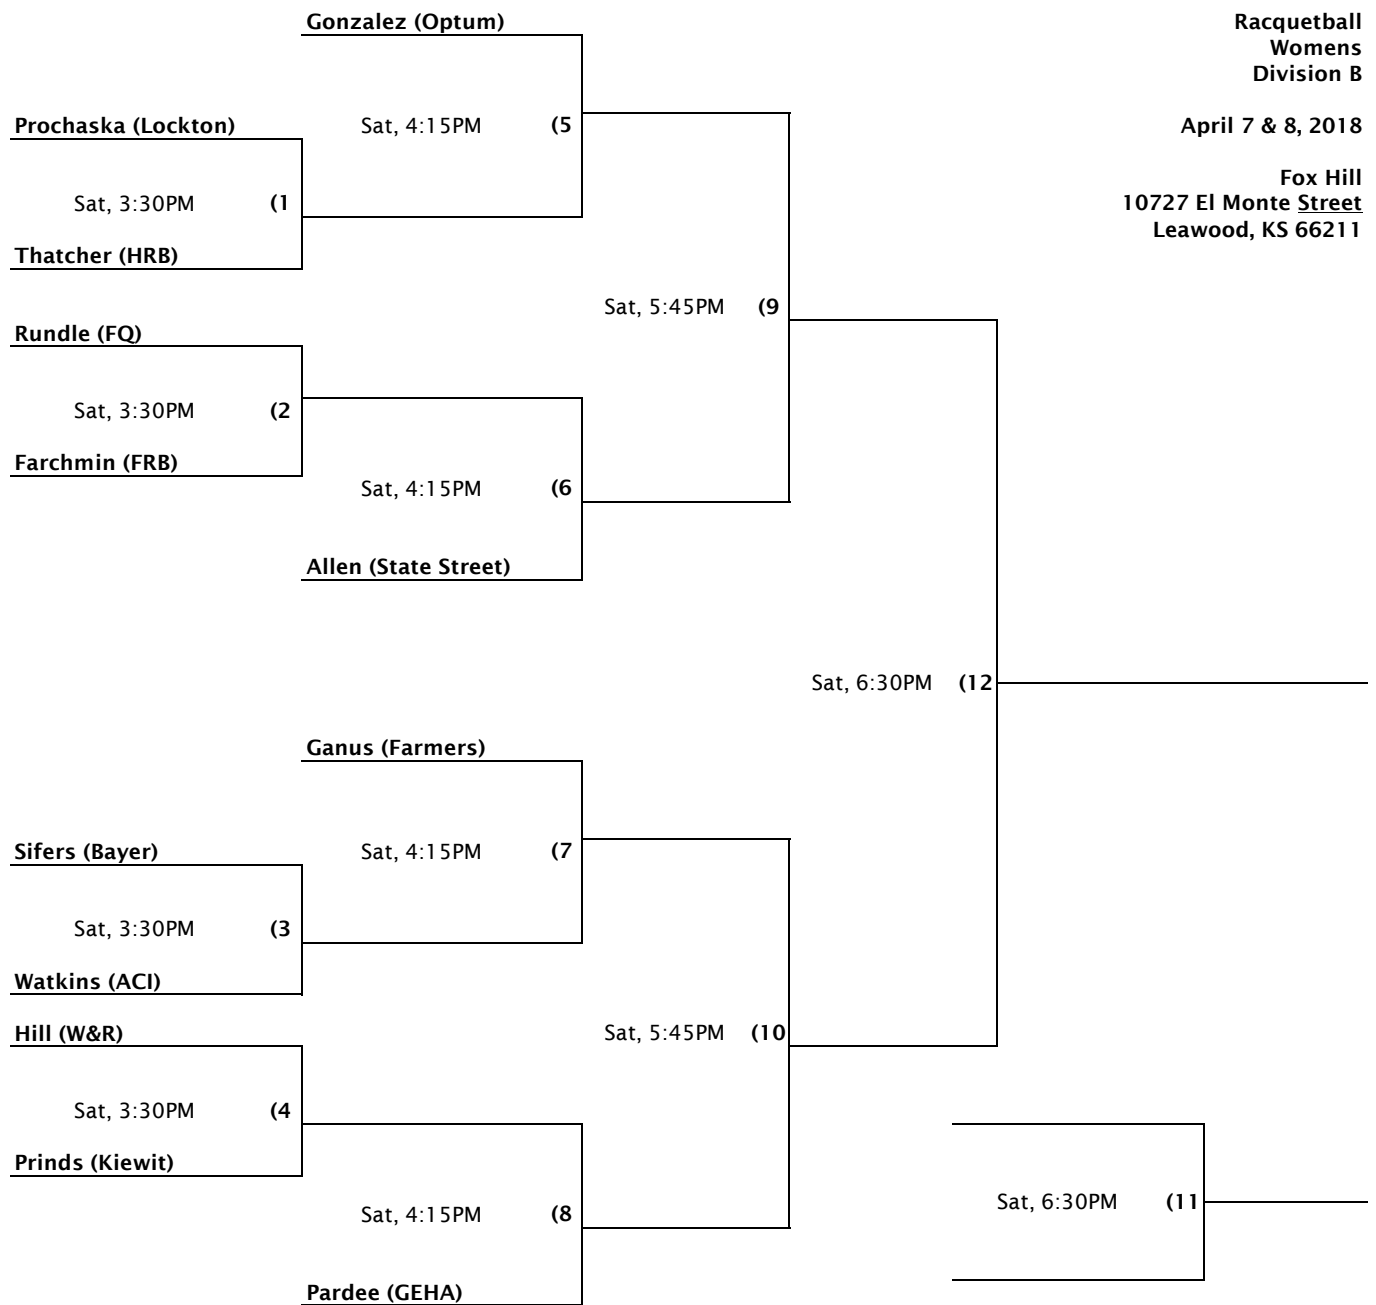 Gonzalez (Optum)
Racquetball
Womens
Division B
Prochaska (Lockton)
Sat, 4:15PM (5
April 7 & 8, 2018
Sat, 3:30PM (1
Fox Hill
10727 El Monte Street
Leawood, KS 66211
Thatcher (HRB)
Sat, 5:45PM (9
Rundle (FQ)
Sat, 3:30PM (2
Farchmin (FRB)
Sat, 4:15PM (6
Allen (State Street)
Sat, 6:30PM (12
Ganus (Farmers)
Sifers (Bayer)
Sat, 4:15PM (7
Sat, 3:30PM (3
Watkins (ACI)
Hill (W&R)
Sat, 5:45PM (10
Sat, 3:30PM (4
Prinds (Kiewit)
Sat, 6:30PM (11
Sat, 4:15PM (8
Pardee (GEHA)